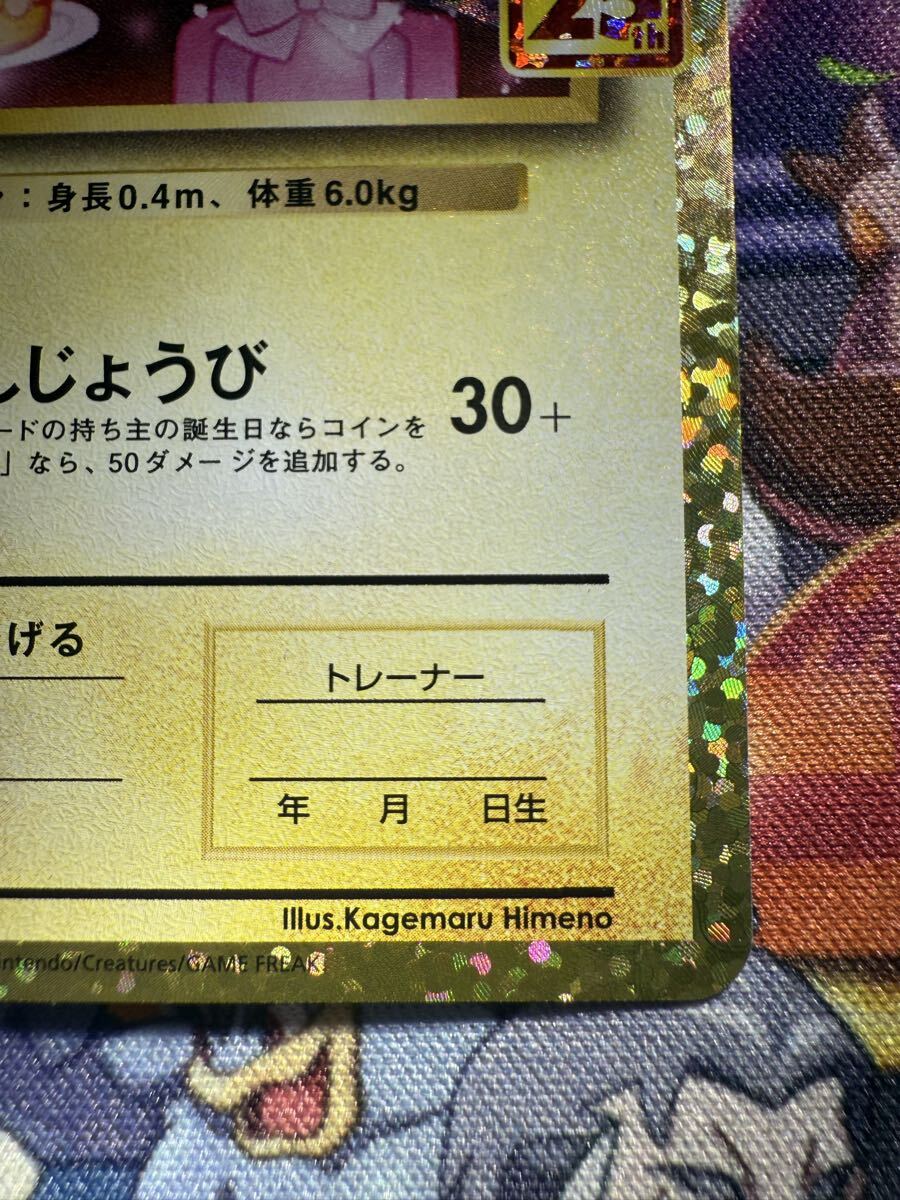 25th
：身長0.4m、体重6.0kg
んじょうび
30+
ードの持ち主の誕生日ならコインを
」なら、50ダメージを追加する。
げる
トレーナー
年 月 日生
Illus.Kagemaru Himeno
intendo/Creatures/GAME FREAK